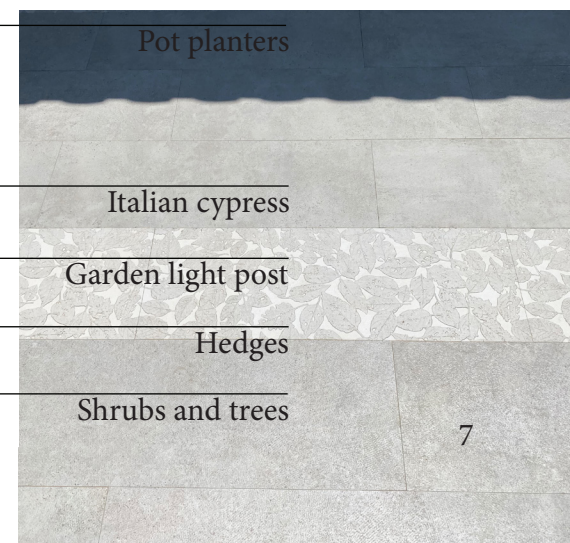 Pot planters
Italian cypress
Garden light post
Hedges
Shrubs and trees
7